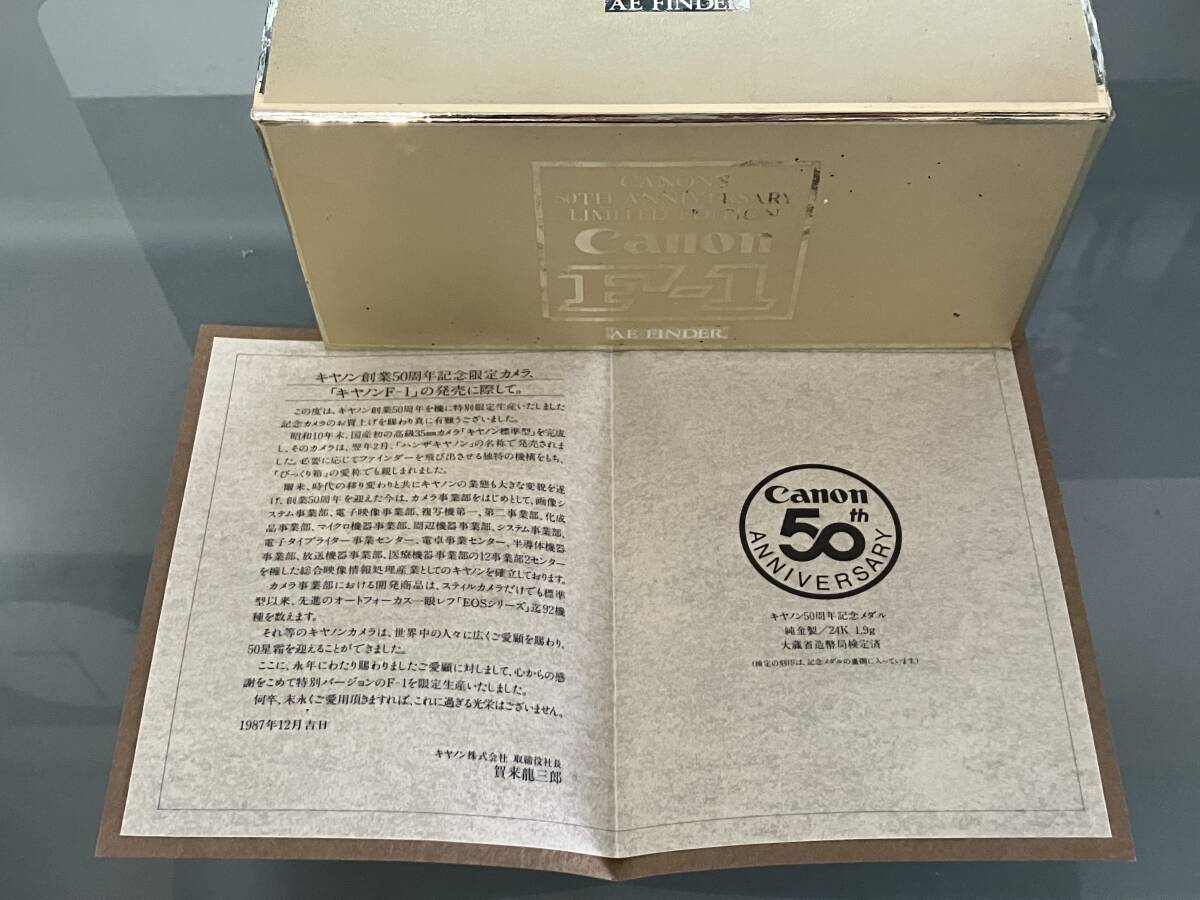 AE FINDER
CANON'S
50TH ANNIVERSARY
LIMITED EDITION
Canon
F-1
AE FINDER
キヤノン創業50周年記念限定カメラ、
「キヤノンF-1」の発売に際して。
この度は、キヤノン創業50周年を機に特別限定生産いたしました
記念カメラのお買上げを賜わり真に有難うございました。
昭和10年末、国産初の高級35㎜カメラ「キヤノン標準型」を完成
し、そのカメラは、翌年2月、「ハンザキヤノン」の名称で発売されま
した。必要に応じてファインダーを飛び出させる独特の機構をもち、
「びっくり箱」の愛称でも親しまれました。
爾来、時代の移り変わりと共にキヤノンの業態も大きな変貌を遂
げ、創業50周年を迎えた今は、カメラ事業部をはじめとして、画像シ
ステム事業部、電子映像事業部、複写機第一、第二事業部、化成
品事業部、マイクロ機器事業部、周辺機器事業部、システム事業部、
電子タイプライター事業センター、電卓事業センター、半導体機器
事業部、放送機器事業部、医療機器事業部の12事業部2センター
を擁した総合映像情報処理産業としてのキヤノンを確立しております。
カメラ事業部における開発商品は、スティルカメラだけでも標準
型以来、先進のオートフォーカス一眼レフ「EOSシリーズ」迄92機
種を数えます。
それ等のキヤノンカメラは、世界中の人々に広くご愛顧を賜わり、
50星霜を迎えることができました。
ここに、永年にわたり賜わりましたご愛顧に対しまして、心からの感
謝をこめて特別バージョンのF-1を限定生産いたしました。
何卒、末永くご愛用頂きますれば、これに過ぎる光栄はございません。
1987年12月吉日
キヤノン株式会社 取締役社長
賀来龍三郎
Canon
50th
ANNIVERSARY
キヤノン50周年記念メダル
純金製/24K 1.9g
大蔵省造幣局検定済
(検定の刻印は、記念メダルの裏側に入っています。)